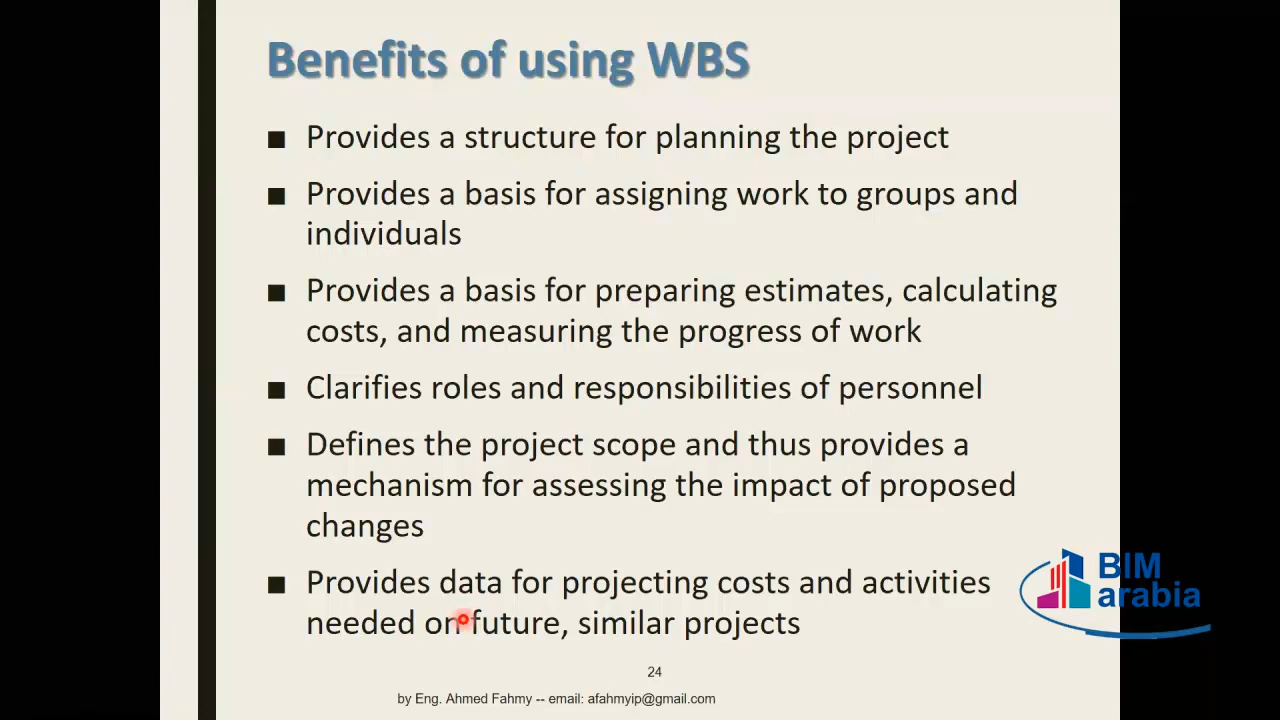 Benefits of using WBS
■ Provides a structure for planning the project
■ Provides a basis for assigning work to groups and
individuals
■ Provides a basis for preparing estimates, calculating
costs, and measuring the progress of work
■ Clarifies roles and responsibilities of personnel
■ Defines the project scope and thus provides a
mechanism for assessing the impact of proposed
changes
■ Provides data for projecting costs and activities
needed on future, similar projects
BIM
arabia
24
by Eng. Ahmed Fahmy -- email: afahmyip@gmail.com